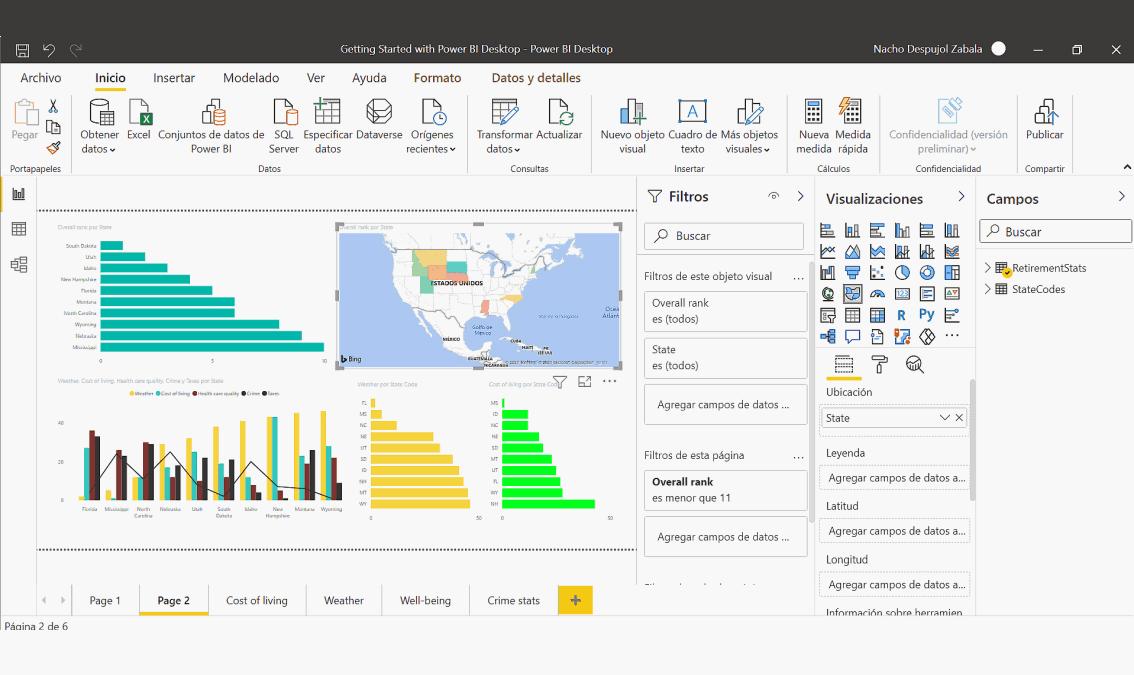 Getting Started with Power BI Desktop - Power BI Desktop
Nacho Despujol Zabala
Archivo Inicio Insertar Modelado Ver Ayuda Formato Datos y detalles
Pegar
Obtener datos
Excel
Conjuntos de datos de Power BI
SQL Server
Especificar datos
Dataverse
Orígenes recientes
Transformar datos
Actualizar
Nuevo objeto visual
Cuadro de texto
Más objetos visuales
Nueva medida
Medida rápida
Confidencialidad (versión preliminar)
Publicar
Portapapeles
Datos
Consultas
Insertar
Cálculos
Confidencialidad
Compartir
Overall rank por State
South Dakota
Utah
Idaho
New Hampshire
Florida
Montana
North Carolina
Wyoming
Nebraska
Mississippi
0 5 10
Overall rank por State
ESTADOS UNIDOS
Golfo de México
MÉXICO
CUBA
HAITÍ
GUATEMALA
NICARAGUA
Bing
Weather, Cost of living, Health care quality, Crime y Taxes por State
Weather Cost of living Health care quality Crime Taxes
40
20
0
Florida Mississippi North Carolina Nebraska Utah South Dakota Idaho New Hampshire Montana Wyoming
Weather por State Code
FL
MS
NC
NE
UT
SD
ID
NH
MT
WY
0 50
Cost of living por State Code
MS
ID
NC
NE
SD
MT
UT
FL
WY
NH
0 50
Filtros
Buscar
Filtros de este objeto visual ...
Overall rank
es (todos)
State
es (todos)
Agregar campos de datos ...
Filtros de esta página ...
Overall rank
es menor que 11
Agregar campos de datos ...
Visualizaciones
R
Py
Ubicación
State
Leyenda
Agregar campos de datos a...
Latitud
Agregar campos de datos a...
Longitud
Agregar campos de datos a...
Información sobre herramien
Campos
Buscar
RetirementStats
StateCodes
Page 1 Page 2 Cost of living Weather Well-being Crime stats +
Página 2 de 6